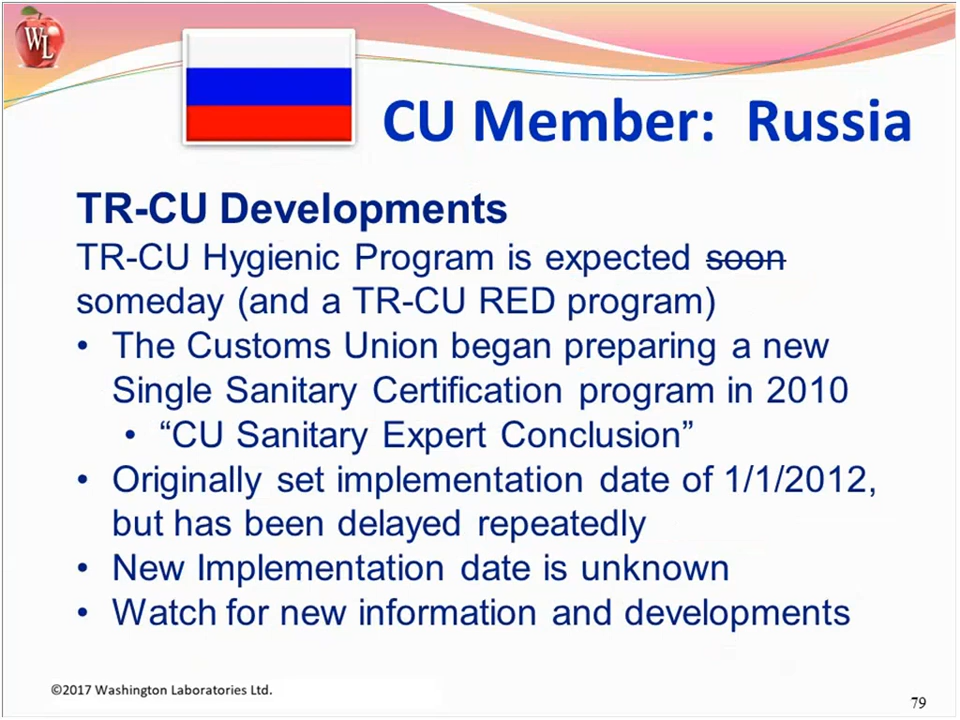 WL
CU Member: Russia
TR-CU Developments
TR-CU Hygienic Program is expected soon
someday (and a TR-CU RED program)
• The Customs Union began preparing a new
Single Sanitary Certification program in 2010
• “CU Sanitary Expert Conclusion”
• Originally set implementation date of 1/1/2012,
but has been delayed repeatedly
• New Implementation date is unknown
• Watch for new information and developments
©2017 Washington Laboratories Ltd.
79